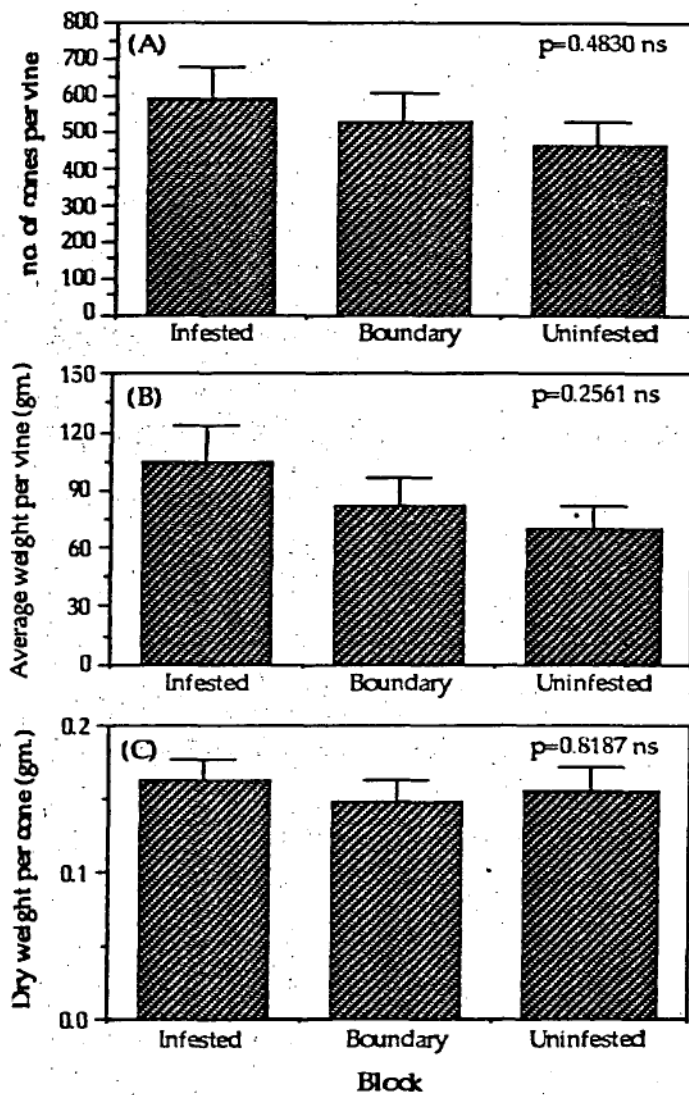 no. of cones per vine
800
700
600
500
400
300
200
100
0
(A)
p=0.4830 ns
Infested Boundary Uninfested
Average weight per vine (gm.)
150
120
90
60
30
0
(B)
p=0.2561 ns
Infested Boundary Uninfested
Dry weight per cone (gm.)
0.2
0.1
0.0
(C)
p=0.8187 ns
Infested Boundary Uninfested
Block